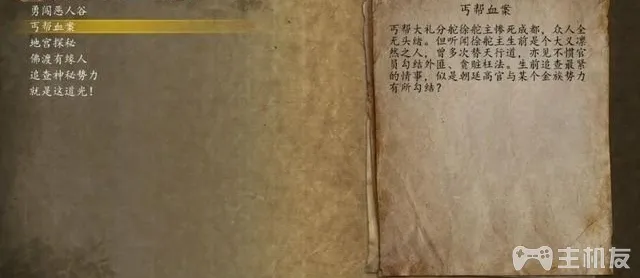 勇闯恶人谷
丐帮血案
地宫探秘
佛渡有缘人
追查神秘势力
就是这道光！
丐帮血案
丐帮大礼分舵徐舵主惨死成都，众人全
无头绪。但听闻徐舵主生前是个大义凛
然之人，曾多次替天行道，亦见不惯官
员勾结外匪、贪赃枉法。生前追查最紧
的情事，似是朝廷高官与某个金族势力
有所勾结？
主机友